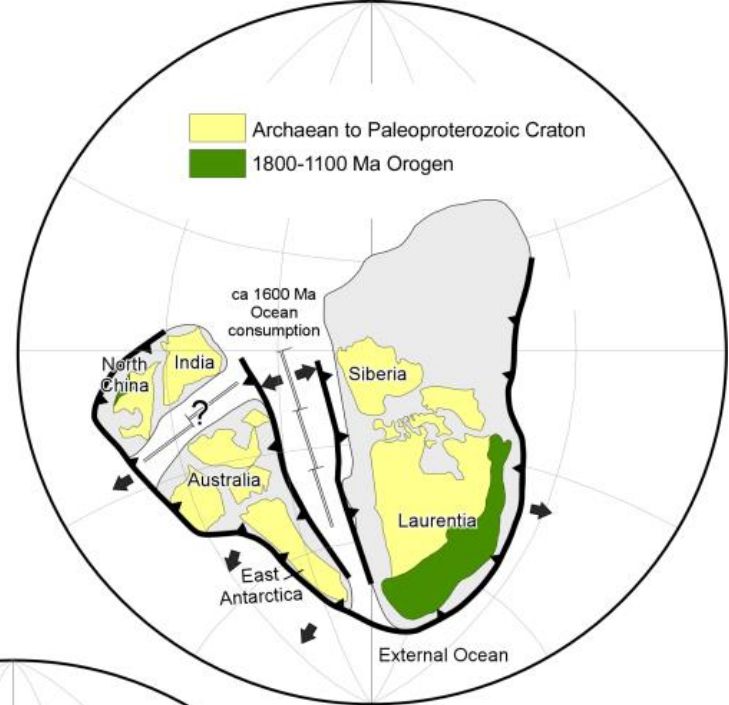 Archaean to Paleoproterozoic Craton
1800-1100 Ma Orogen
ca 1600 Ma
Ocean
consumption
North
China
India
Siberia
?
Australia
Laurentia
East
Antarctica
External Ocean